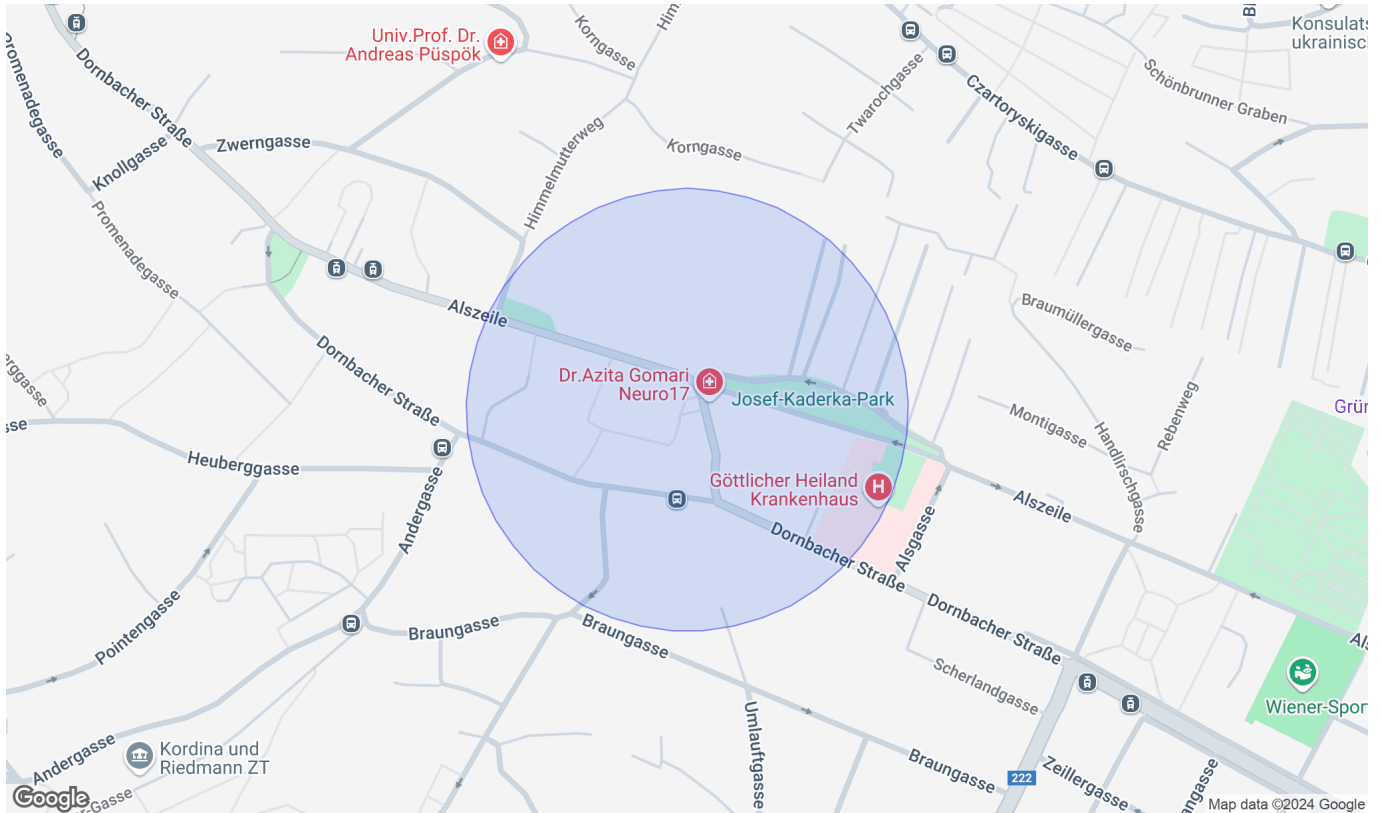 Univ.Prof. Dr.
Andreas Püspök
Korngasse
Konsulats
ukrainisc
Promenadegasse
Dornbacher Straße
Twarochgasse
Czartoryskigasse
Schönbrunner Graben
Knollgasse
Zwerngasse
Himmelmutterweg
Korngasse
Promenadegasse
Alszeile
Braumüllergasse
Dornbacher Straße
Dr.Azita Gomari
Neuro17
Josef-Kaderka-Park
Montigasse
Handlirschgasse
Rebenweg
Grür
Heuberggasse
Andergasse
Göttlicher Heiland
Krankenhaus
H
Alszeile
Dornbacher Straße
Alsgasse
Pointengasse
Braungasse
Braungasse
Dornbacher Straße
Scherlandgasse
Wiener-Spor
Umlauftgasse
Andergasse
Kordina und
Riedmann ZT
Braungasse
222
Zeillergasse
Google
Map data ©2024 Google